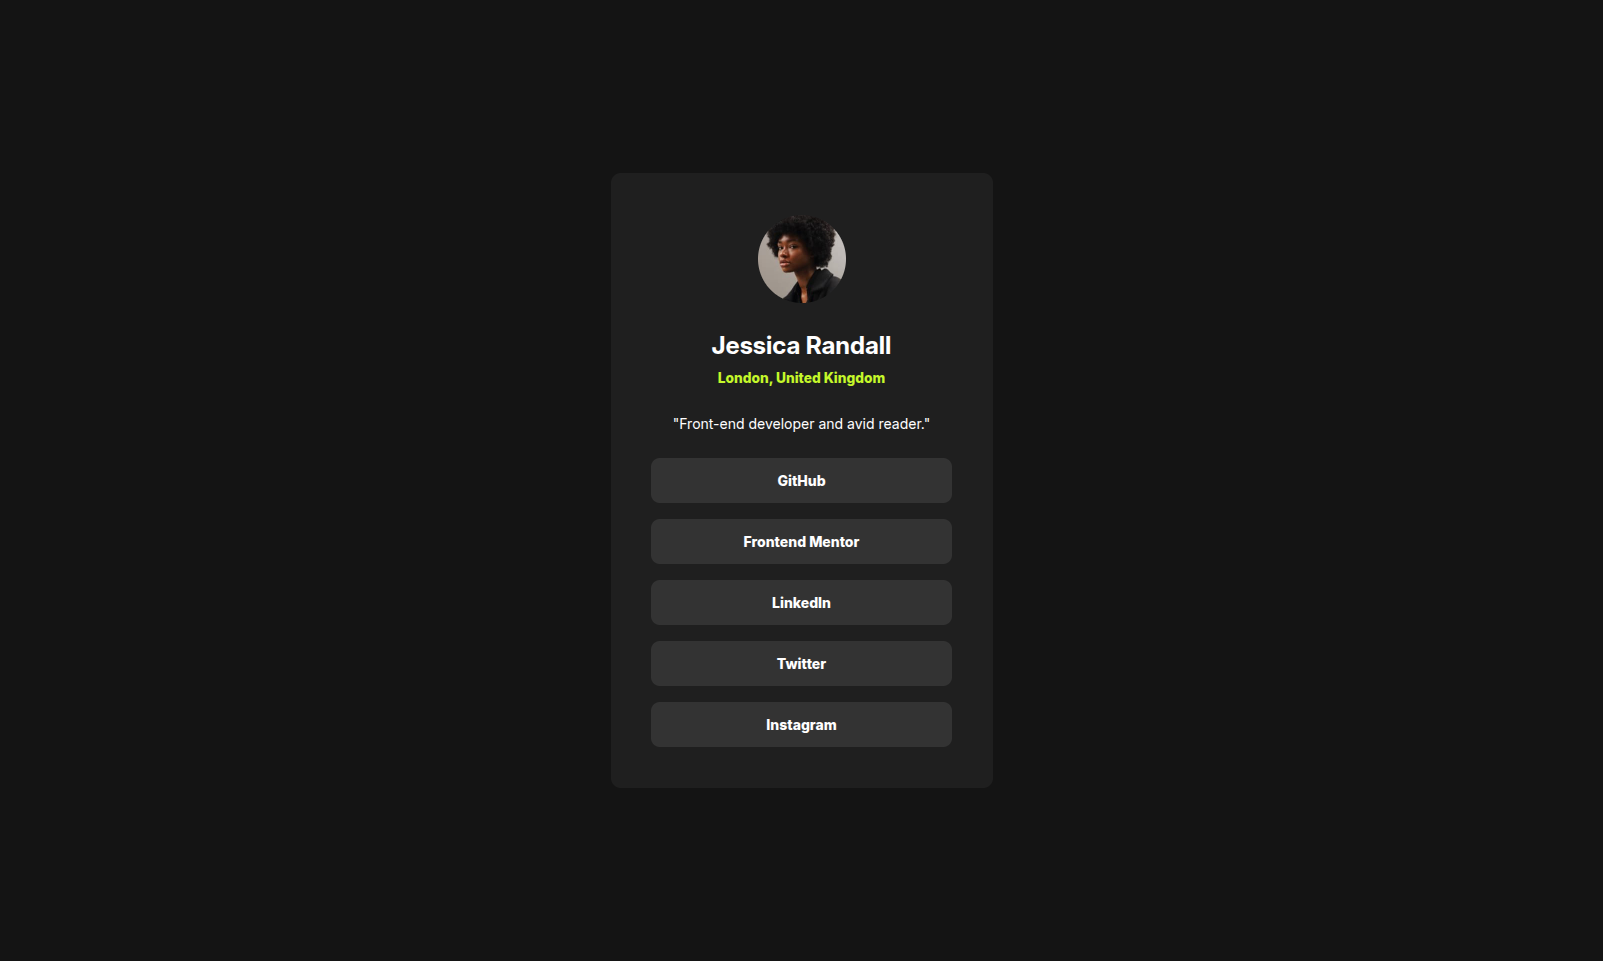 Jessica Randall
London, United Kingdom
"Front-end developer and avid reader."
GitHub
Frontend Mentor
LinkedIn
Twitter
Instagram